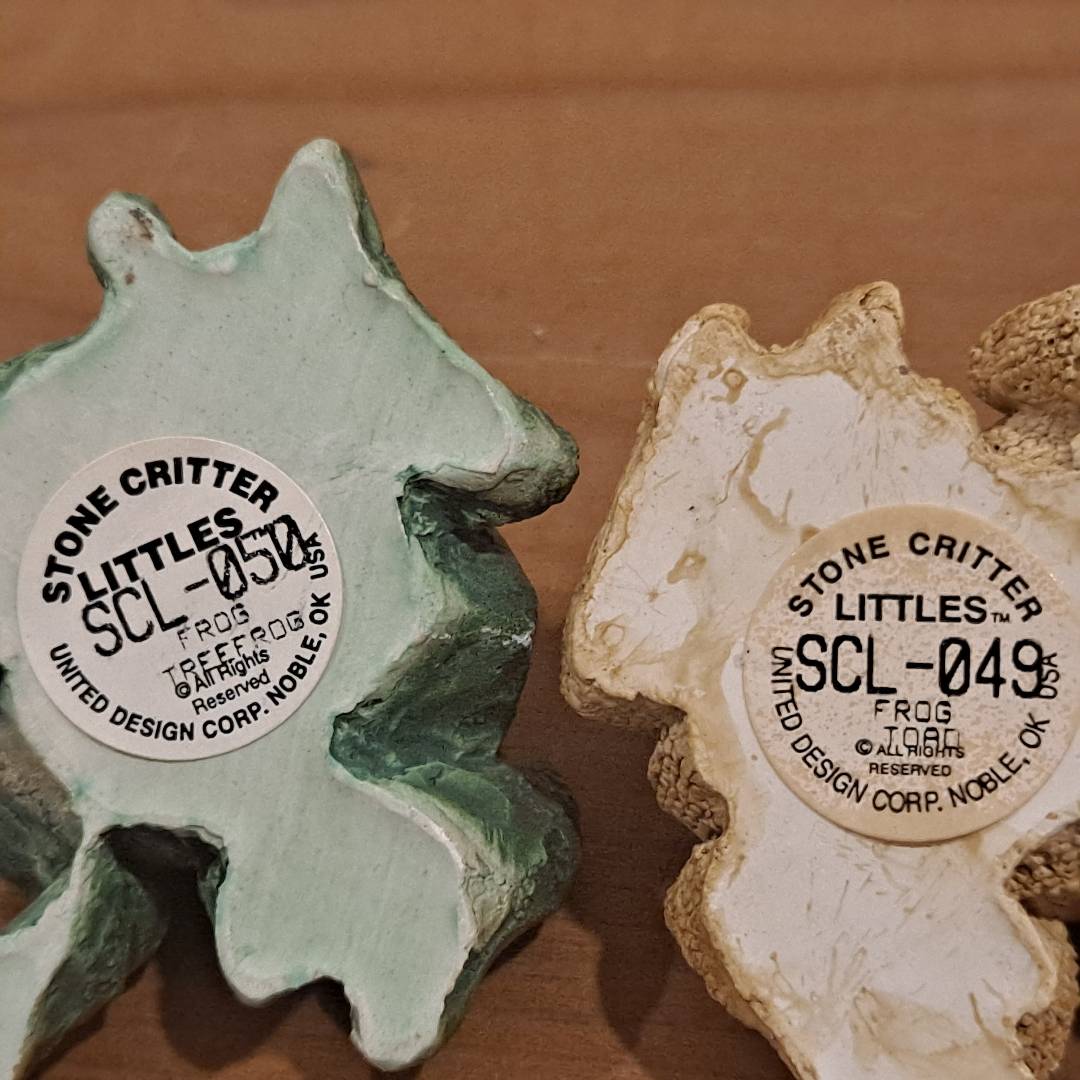 STONE CRITTER
LITTLES
SCL-050
FROG
TREEFROG
© All Rights
Reserved
UNITED DESIGN CORP. NOBLE, OK USA
STONE CRITTER
LITTLES™
SCL-049
FROG
TOAD
© ALL RIGHTS
RESERVED
UNITED DESIGN CORP. NOBLE, OK USA